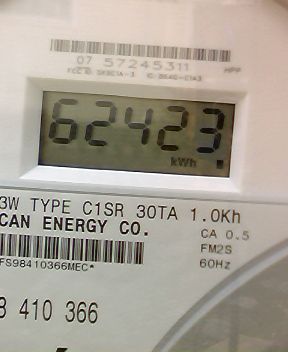 07 57245311
HPP
62423
kWh
3W TYPE C1SR 30TA 1.0Kh
CAN ENERGY CO.
CA 0.5
FM2S
60HZ
FS98410366MEC*
8 410 366